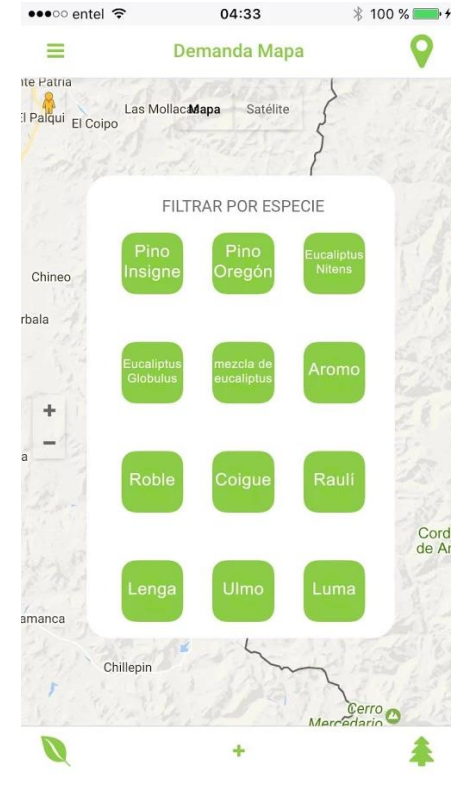 entel 04:33 100 %
Demanda Mapa
nte Patria
El Palqui
El Coipo
Las Mollacas
Mapa
Satélite
FILTRAR POR ESPECIE
Pino
Insigne
Pino
Oregón
Eucaliptus
Nitens
Chineo
rbala
Eucaliptus
Globulus
mezcla de
eucaliptus
Aromo
+
−
a
Roble
Coigue
Raulí
Cord
de Ar
Lenga
Ulmo
Luma
amanca
Chillepin
Cerro
Mercedario
+